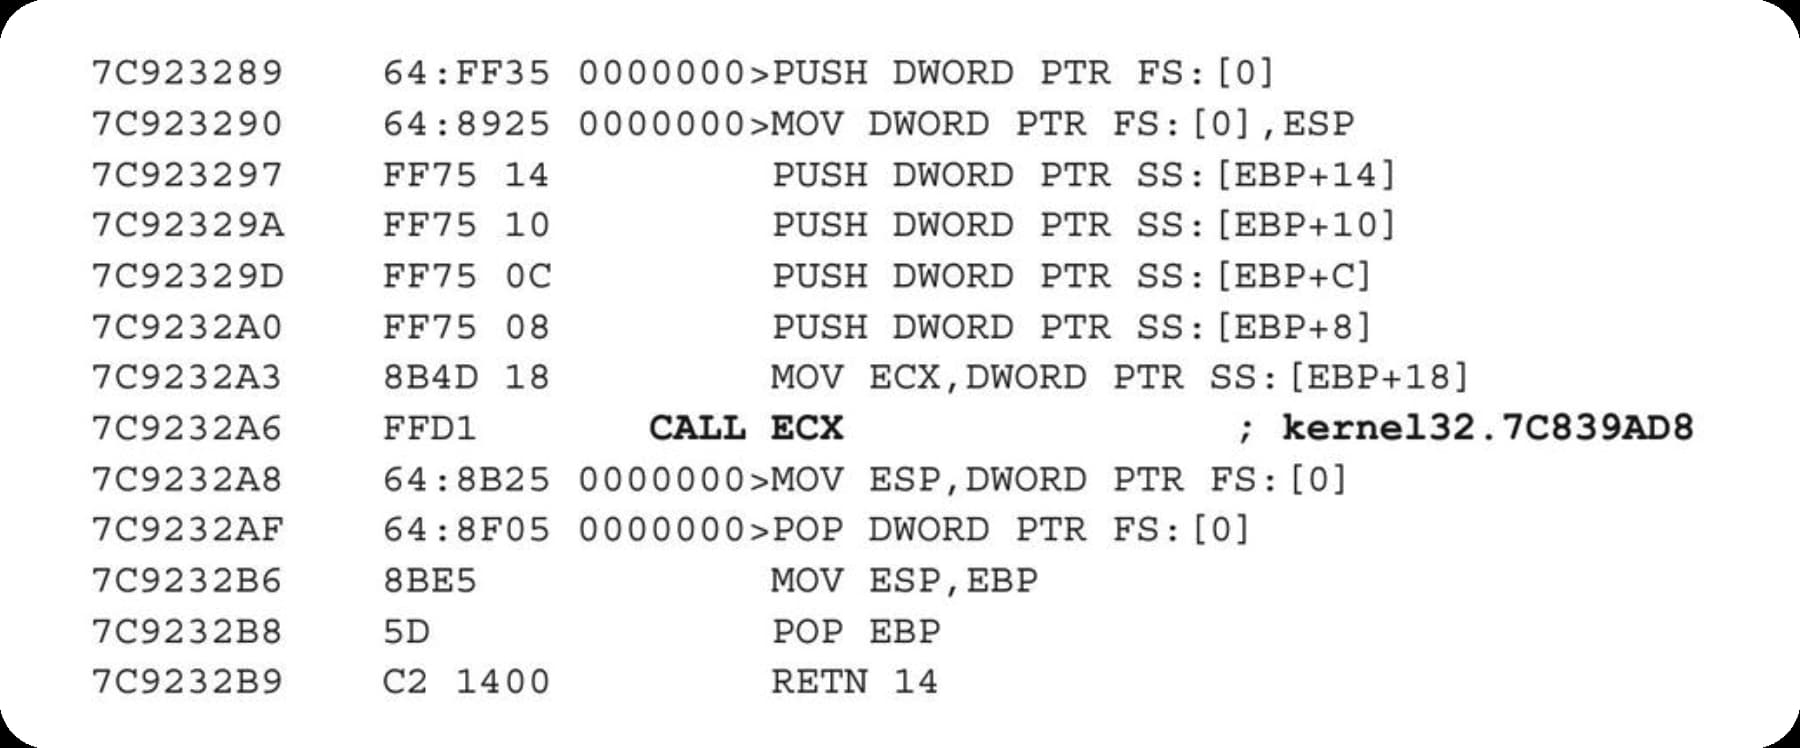 7C923289 64:FF35 0000000>PUSH DWORD PTR FS:[0]
7C923290 64:8925 0000000>MOV DWORD PTR FS:[0],ESP
7C923297 FF75 14 PUSH DWORD PTR SS:[EBP+14]
7C92329A FF75 10 PUSH DWORD PTR SS:[EBP+10]
7C92329D FF75 0C PUSH DWORD PTR SS:[EBP+C]
7C9232A0 FF75 08 PUSH DWORD PTR SS:[EBP+8]
7C9232A3 8B4D 18 MOV ECX,DWORD PTR SS:[EBP+18]
7C9232A6 FFD1 CALL ECX ; kernel32.7C839AD8
7C9232A8 64:8B25 0000000>MOV ESP,DWORD PTR FS:[0]
7C9232AF 64:8F05 0000000>POP DWORD PTR FS:[0]
7C9232B6 8BE5 MOV ESP,EBP
7C9232B8 5D POP EBP
7C9232B9 C2 1400 RETN 14